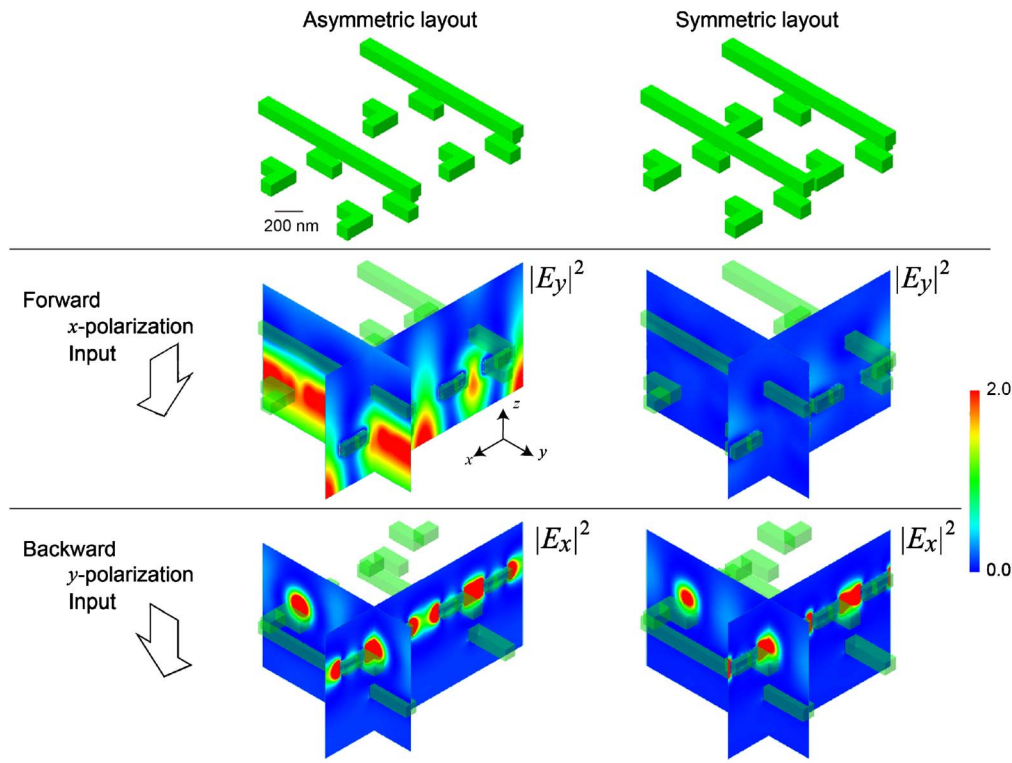 Asymmetric layout
Symmetric layout
200 nm
Forward
x-polarization
Input
|Ey|²
|Ey|²
z
x
y
2.0
0.0
Backward
y-polarization
Input
|Ex|²
|Ex|²